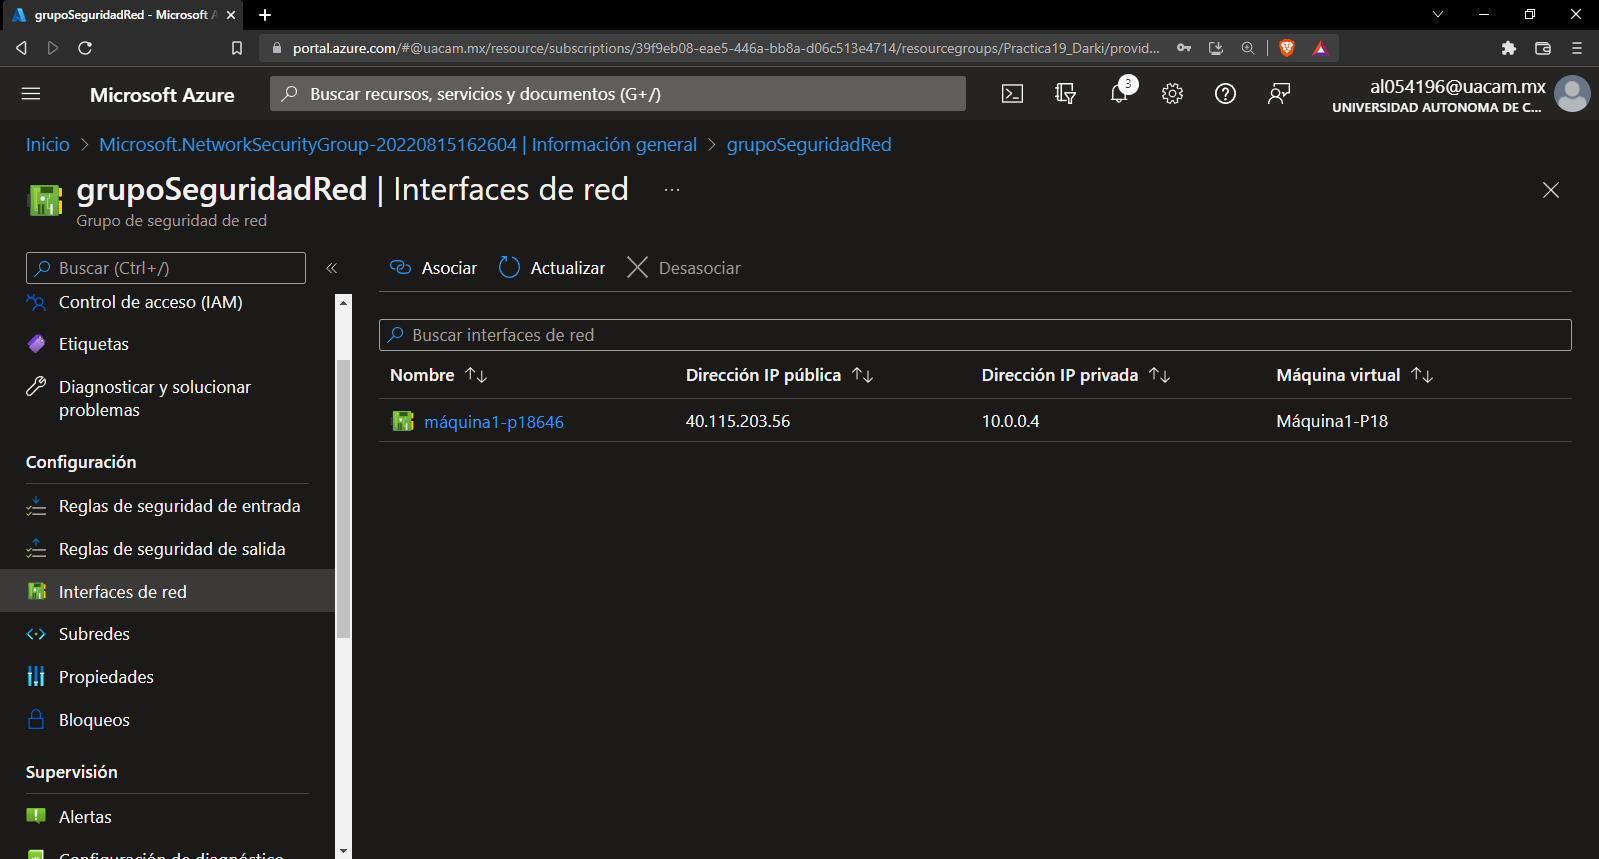 grupoSeguridadRed - Microsoft A
portal.azure.com/#@uacam.mx/resource/subscriptions/39f9eb08-eae5-446a-bb8a-d06c513e4714/resourcegroups/Practica19_Darki/provid...
Microsoft Azure
Buscar recursos, servicios y documentos (G+/)
3
al054196@uacam.mx
UNIVERSIDAD AUTONOMA DE C...
Inicio > Microsoft.NetworkSecurityGroup-20220815162604 | Información general > grupoSeguridadRed
grupoSeguridadRed | Interfaces de red ...
Grupo de seguridad de red
Buscar (Ctrl+/)
«
Control de acceso (IAM)
Etiquetas
Diagnosticar y solucionar
problemas
Configuración
Reglas de seguridad de entrada
Reglas de seguridad de salida
Interfaces de red
Subredes
Propiedades
Bloqueos
Supervisión
Alertas
Configuración de diagnóstico
Asociar Actualizar Desasociar
Buscar interfaces de red
Nombre ↑↓ Dirección IP pública ↑↓ Dirección IP privada ↑↓ Máquina virtual ↑↓
máquina1-p18646 40.115.203.56 10.0.0.4 Máquina1-P18